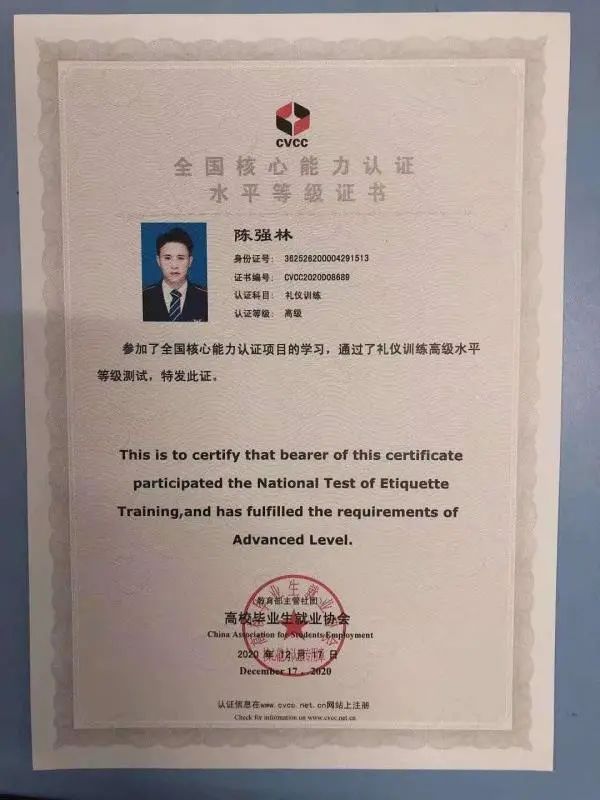 CVCC
全国核心能力认证
水平等级证书
陈强林
身份证号: 362526200004291513
证书编号: CVCC2020D08689
认证科目: 礼仪训练
认证等级: 高级
参加了全国核心能力认证项目的学习，通过了礼仪训练高级水平
等级测试，特发此证。
This is to certify that bearer of this certificate
participated the National Test of Etiquette
Training,and has fulfilled the requirements of
Advanced Level.
教育部主管社团
高校毕业生就业协会
China Association for Students Employment
2020 年 12 月 17 日
December 17 , 2020
认证信息在www.cvcc.net.cn网站上注册
Check for information on www.cvcc.net.cn